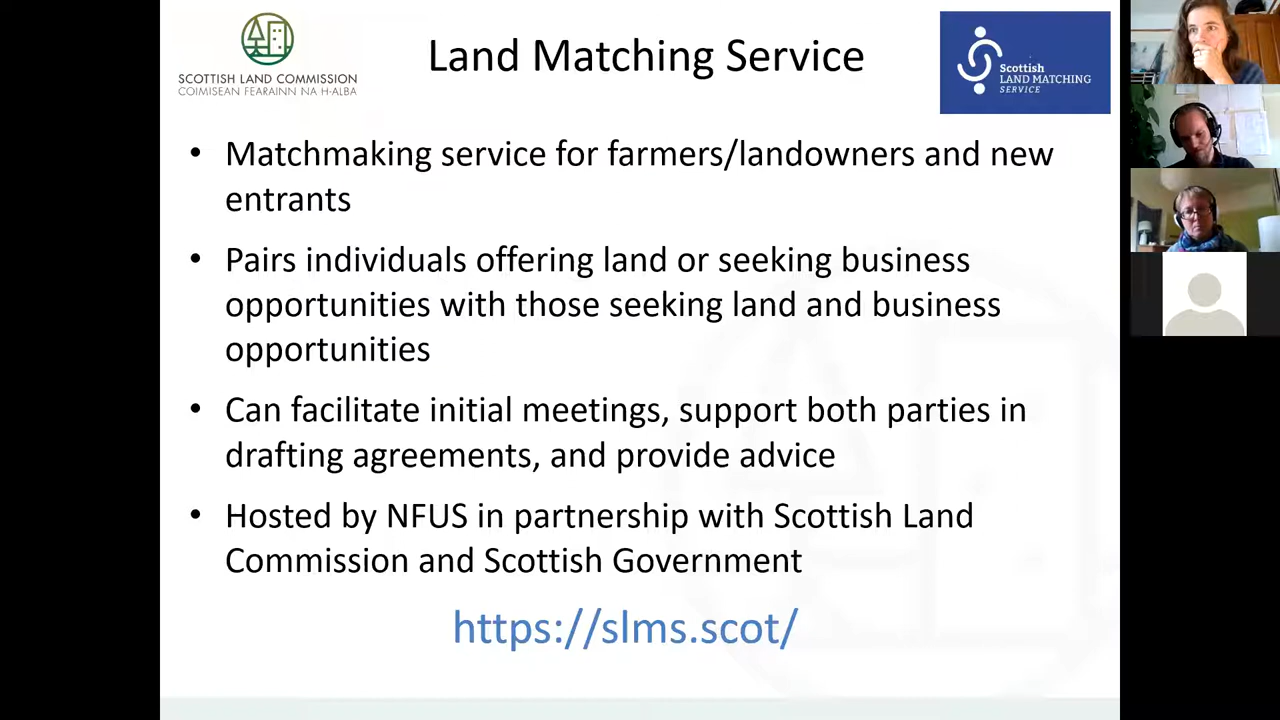 SCOTTISH LAND COMMISSION
COIMISEAN FEARAINN NA H-ALBA
Land Matching Service
Scottish
LAND MATCHING
SERVICE
• Matchmaking service for farmers/landowners and new
entrants
• Pairs individuals offering land or seeking business
opportunities with those seeking land and business
opportunities
• Can facilitate initial meetings, support both parties in
drafting agreements, and provide advice
• Hosted by NFUS in partnership with Scottish Land
Commission and Scottish Government
https://slms.scot/